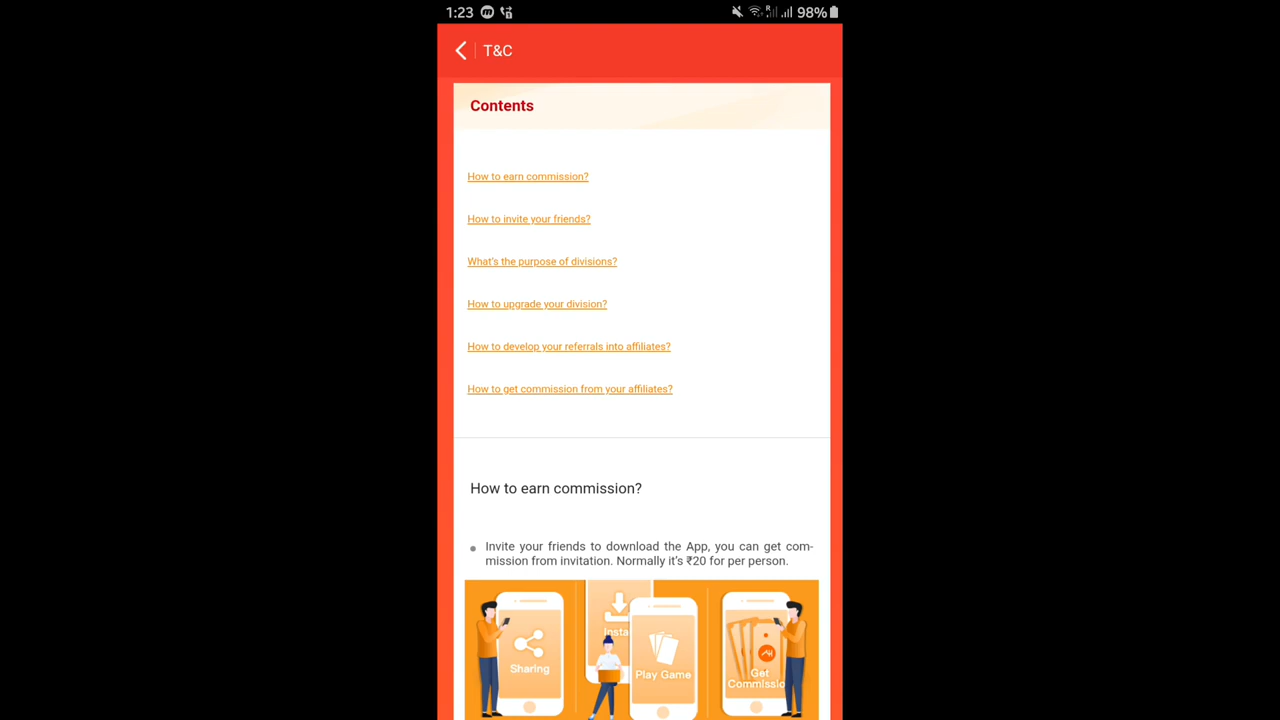 1:23
R
98%
T&C
Contents
How to earn commission?
How to invite your friends?
What's the purpose of divisions?
How to upgrade your division?
How to develop your referrals into affiliates?
How to get commission from your affiliates?
How to earn commission?
Invite your friends to download the App, you can get com-
mission from invitation. Normally it's ₹20 for per person.
Insta
Sharing
Play Game
Get
Commissio